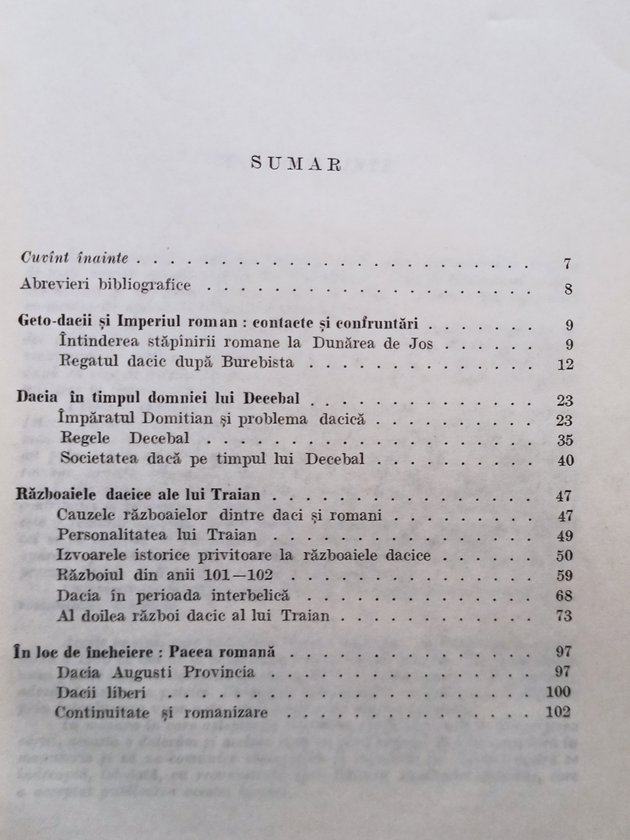 SUMAR
Cuvînt înainte . . . . . . . . . . . . . . . . . . 7
Abrevieri bibliografice . . . . . . . . . . . . . . . 8
Geto-dacii și Imperiul roman : contacte și confruntări . . . . . . 9
Întinderea stăpînirii romane la Dunărea de Jos . . . . . 9
Regatul dacic după Burebista . . . . . . . . . . . 12
Dacia în timpul domniei lui Decebal . . . . . . . . . . . 23
Împăratul Domitian și problema dacică . . . . . . . . 23
Regele Decebal . . . . . . . . . . . . . . . . 35
Societatea dacă pe timpul lui Decebal . . . . . . . . 40
Războaiele dacice ale lui Traian . . . . . . . . . . . . . 47
Cauzele războaielor dintre daci și romani . . . . . . . 47
Personalitatea lui Traian . . . . . . . . . . . . . 49
Izvoarele istorice privitoare la războaiele dacice . . . . . 50
Războiul din anii 101—102 . . . . . . . . . . . . 59
Dacia în perioada interbelică . . . . . . . . . . . 68
Al doilea război dacic al lui Traian . . . . . . . . . 73
În loc de încheiere : Pacea romană . . . . . . . . . . . . 97
Dacia Augusti Provincia . . . . . . . . . . . . . 97
Dacii liberi . . . . . . . . . . . . . . . . . 100
Continuitate și romanizare . . . . . . . . . . . . 102